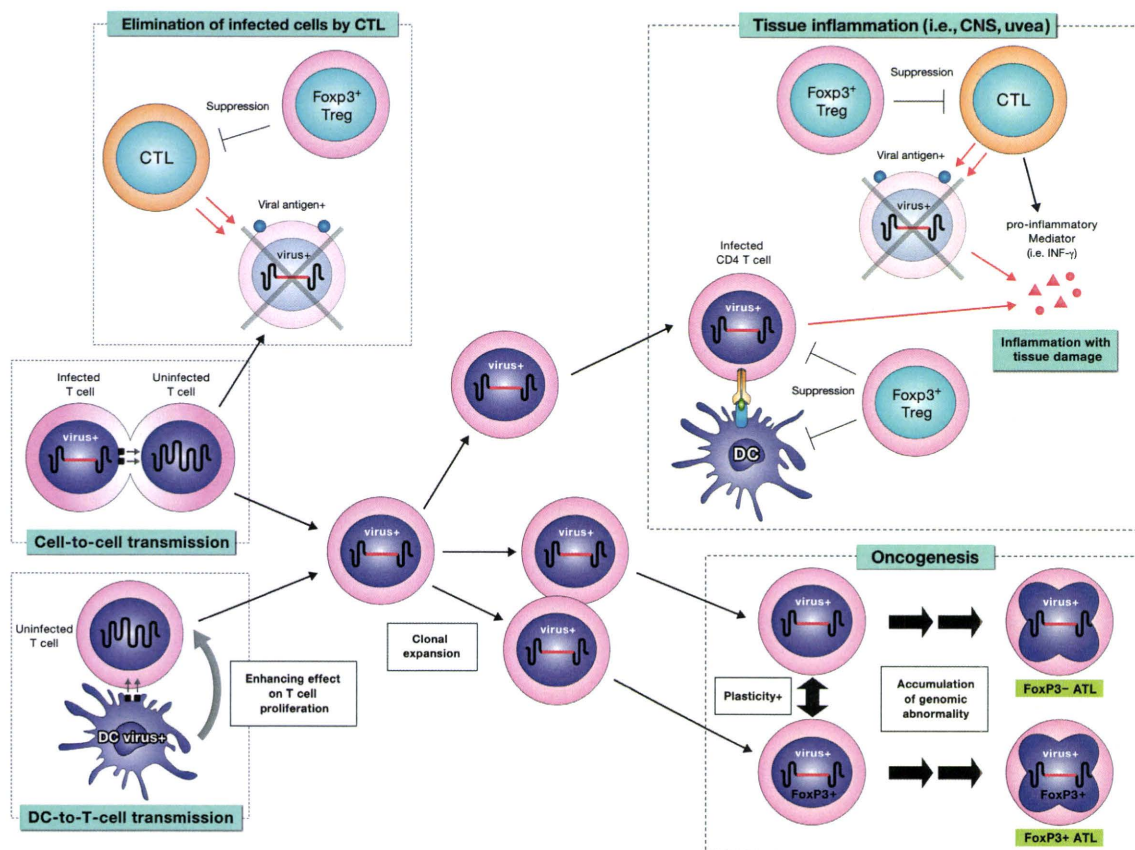 Elimination of infected cells by CTL
Foxp3⁺
Treg
Suppression
CTL
Viral antigen+
virus+
Infected
T cell
Uninfected
T cell
virus+
Cell-to-cell transmission
Uninfected
T cell
DC virus+
Enhancing effect
on T cell
proliferation
DC-to-T-cell transmission
virus+
Clonal
expansion
virus+
virus+
virus+
Tissue inflammation (i.e., CNS, uvea)
Foxp3⁺
Treg
Suppression
CTL
Viral antigen+
virus+
pro-inflammatory
Mediator
(i.e. INF-γ)
Infected
CD4 T cell
virus+
Inflammation with
tissue damage
Suppression
Foxp3⁺
Treg
DC
Oncogenesis
virus+
virus+
FoxP3− ATL
Plasticity+
Accumulation
of genomic
abnormality
virus+
FoxP3+
virus+
FoxP3+
FoxP3+ ATL